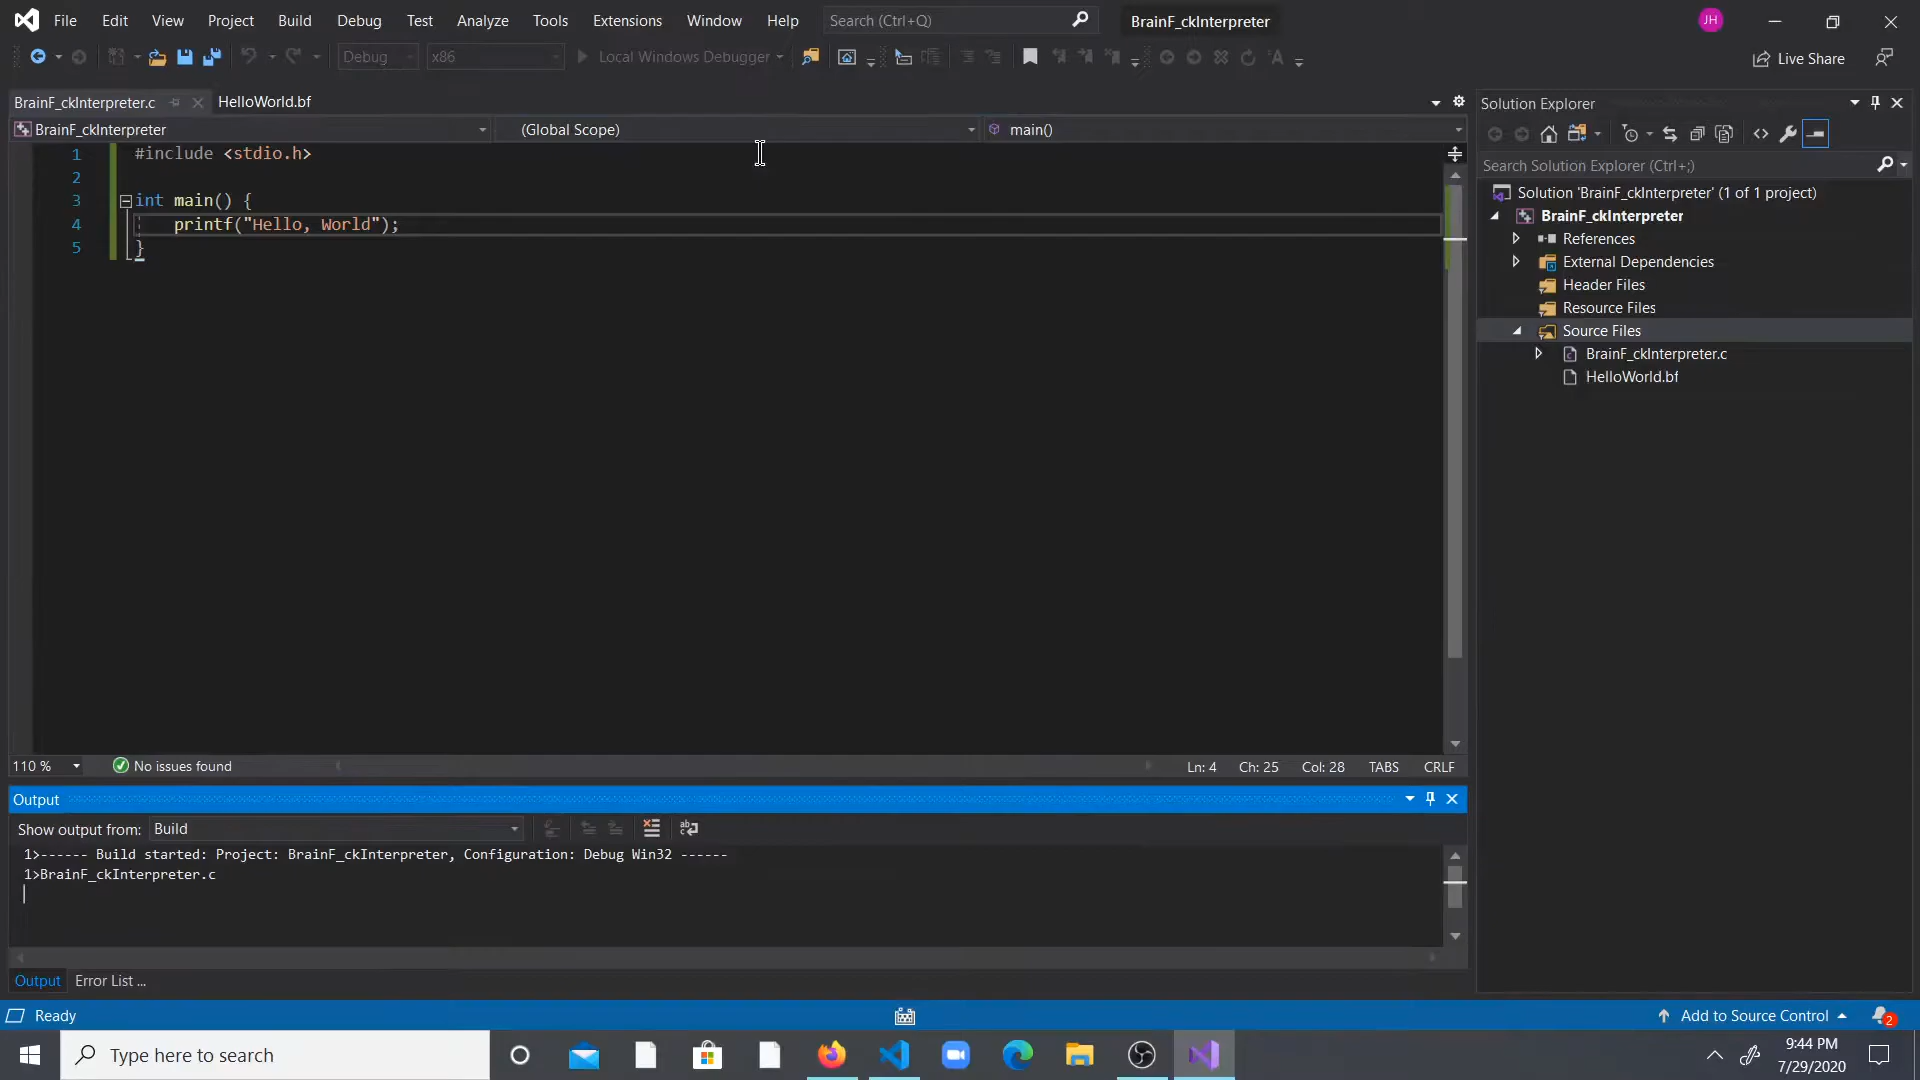 File Edit View Project Build Debug Test Analyze Tools Extensions Window Help Search (Ctrl+Q) BrainF_ckInterpreter JH
Debug x86 Local Windows Debugger Live Share
BrainF_ckInterpreter.c HelloWorld.bf
BrainF_ckInterpreter (Global Scope) main()
1 #include <stdio.h>
2
3 int main() {
4 printf("Hello, World");
5 }
110 % No issues found Ln: 4 Ch: 25 Col: 28 TABS CRLF
Output
Show output from: Build
1>------ Build started: Project: BrainF_ckInterpreter, Configuration: Debug Win32 ------
1>BrainF_ckInterpreter.c
Output Error List ...
Solution Explorer
Search Solution Explorer (Ctrl+;)
Solution 'BrainF_ckInterpreter' (1 of 1 project)
BrainF_ckInterpreter
References
External Dependencies
Header Files
Resource Files
Source Files
BrainF_ckInterpreter.c
HelloWorld.bf
Ready Add to Source Control 2
Type here to search
9:44 PM
7/29/2020